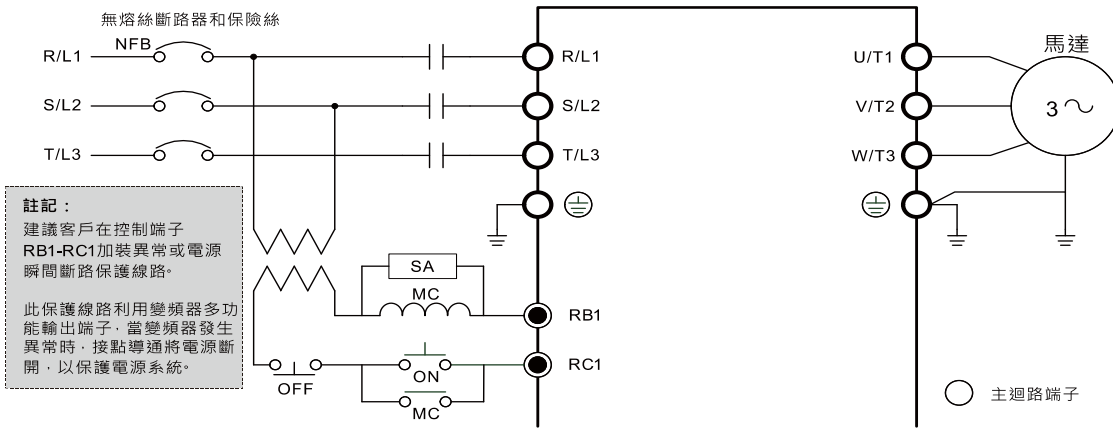 無熔絲斷路器和保險絲
NFB
R/L1
R/L1
U/T1
馬達
S/L2
S/L2
V/T2
3
T/L3
T/L3
W/T3
註記：
建議客戶在控制端子
RB1-RC1加裝異常或電源
瞬間斷路保護線路。
此保護線路利用變頻器多功
能輸出端子，當變頻器發生
異常時，接點導通將電源斷
開，以保護電源系統。
SA
MC
RB1
RC1
OFF
ON
MC
主迴路端子